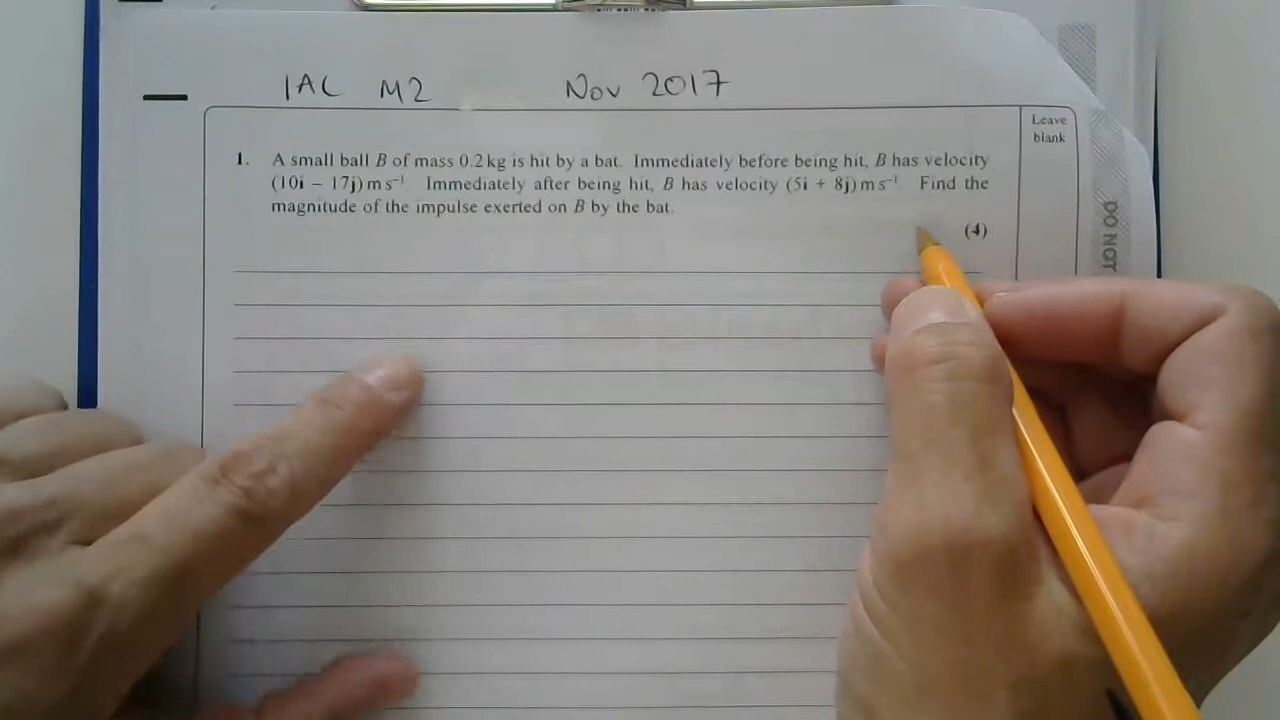 IAL M2 Nov 2017
Leave
blank
1. A small ball B of mass 0.2 kg is hit by a bat. Immediately before being hit, B has velocity
(10i − 17j) m s⁻¹. Immediately after being hit, B has velocity (5i + 8j) m s⁻¹. Find the
magnitude of the impulse exerted on B by the bat.
(4)
DO NOT